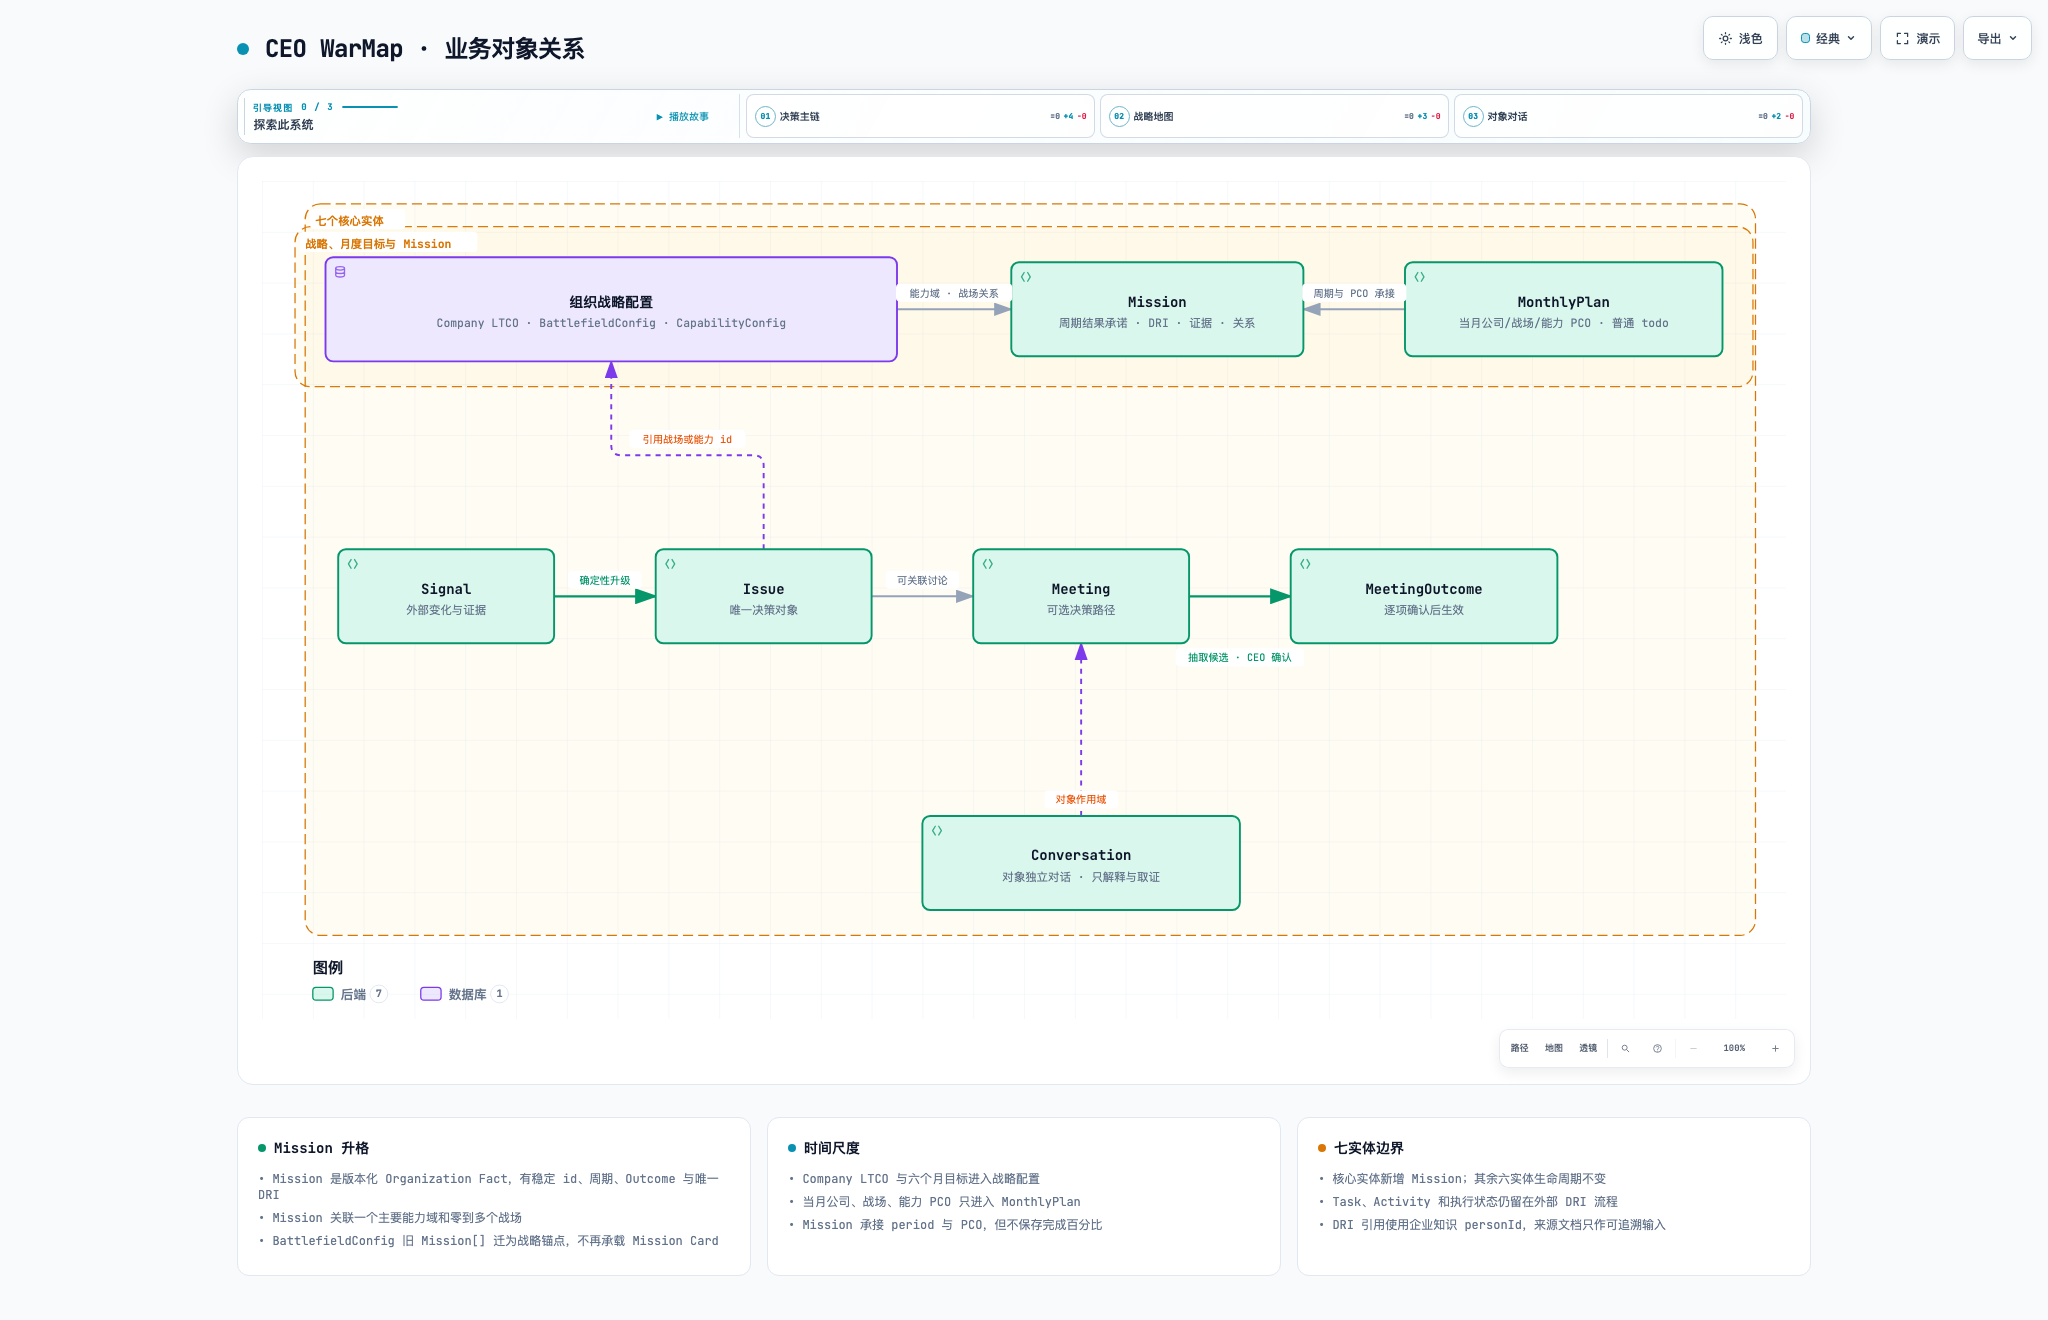 CEO WarMap · 业务对象关系
浅色
经典
演示
导出
引导视图 0 / 3
探索此系统
▶ 播放故事
01 决策主链 ≡0 +4 -0
02 战略地图 ≡0 +3 -0
03 对象对话 ≡0 +2 -0
七个核心实体
战略、月度目标与 Mission
组织战略配置
Company LTCO · BattlefieldConfig · CapabilityConfig
能力域 · 战场关系
Mission
周期结果承诺 · DRI · 证据 · 关系
周期与 PCO 承接
MonthlyPlan
当月公司/战场/能力 PCO · 普通 todo
引用战场或能力 id
Signal
外部变化与证据
确定性升级
Issue
唯一决策对象
可关联讨论
Meeting
可选决策路径
MeetingOutcome
逐项确认后生效
抽取候选 · CEO 确认
对象作用域
Conversation
对象独立对话 · 只解释与取证
图例
后端 7
数据库 1
路径 地图 透镜 100%
Mission 升格
• Mission 是版本化 Organization Fact，有稳定 id、周期、Outcome 与唯一
DRI
• Mission 关联一个主要能力域和零到多个战场
• BattlefieldConfig 旧 Mission[] 迁为战略锚点，不再承载 Mission Card
时间尺度
• Company LTCO 与六个月目标进入战略配置
• 当月公司、战场、能力 PCO 只进入 MonthlyPlan
• Mission 承接 period 与 PCO，但不保存完成百分比
七实体边界
• 核心实体新增 Mission；其余六实体生命周期不变
• Task、Activity 和执行状态仍留在外部 DRI 流程
• DRI 引用使用企业知识 personId，来源文档只作可追溯输入